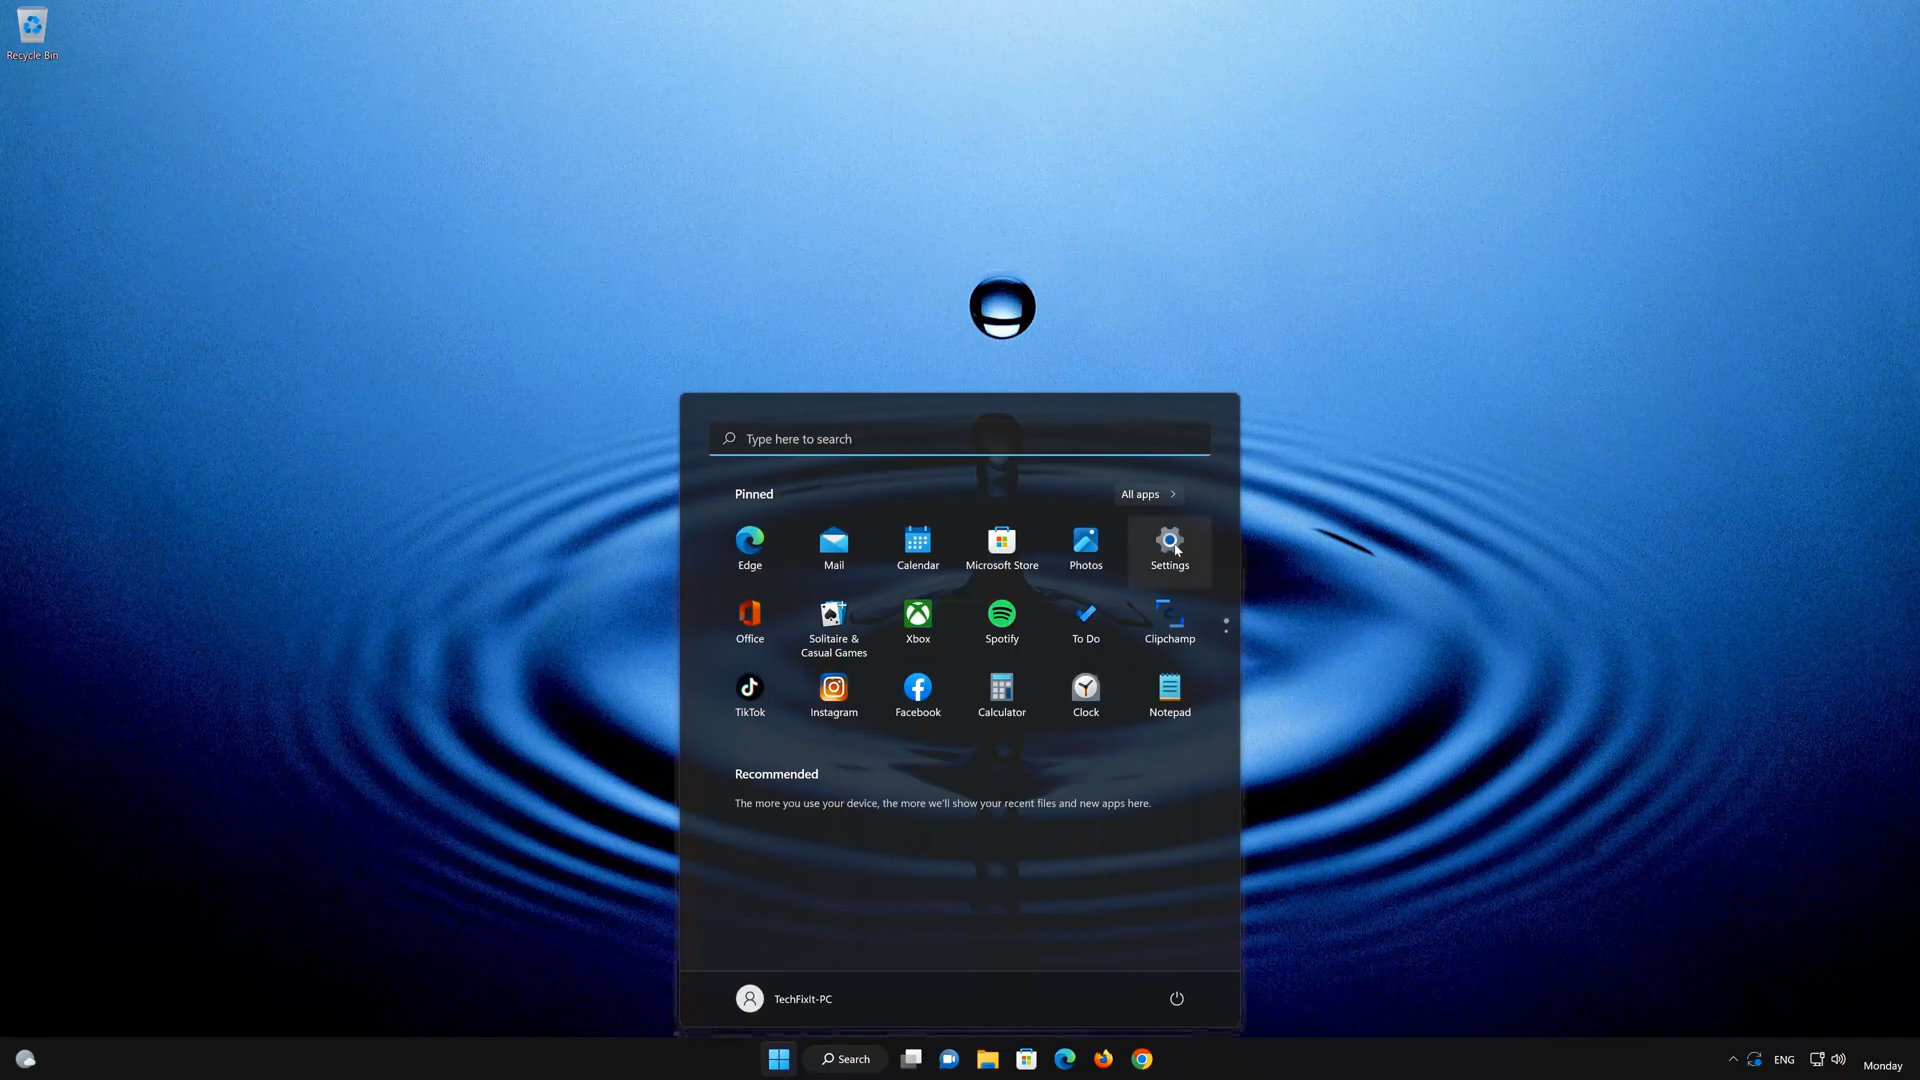 Recycle Bin
Type here to search
Pinned
All apps
Edge
Mail
Calendar
Microsoft Store
Photos
Settings
Office
Solitaire &
Casual Games
Xbox
Spotify
To Do
Clipchamp
TikTok
Instagram
Facebook
Calculator
Clock
Notepad
Recommended
The more you use your device, the more we'll show your recent files and new apps here.
TechFixIt-PC
Search
ENG
Monday